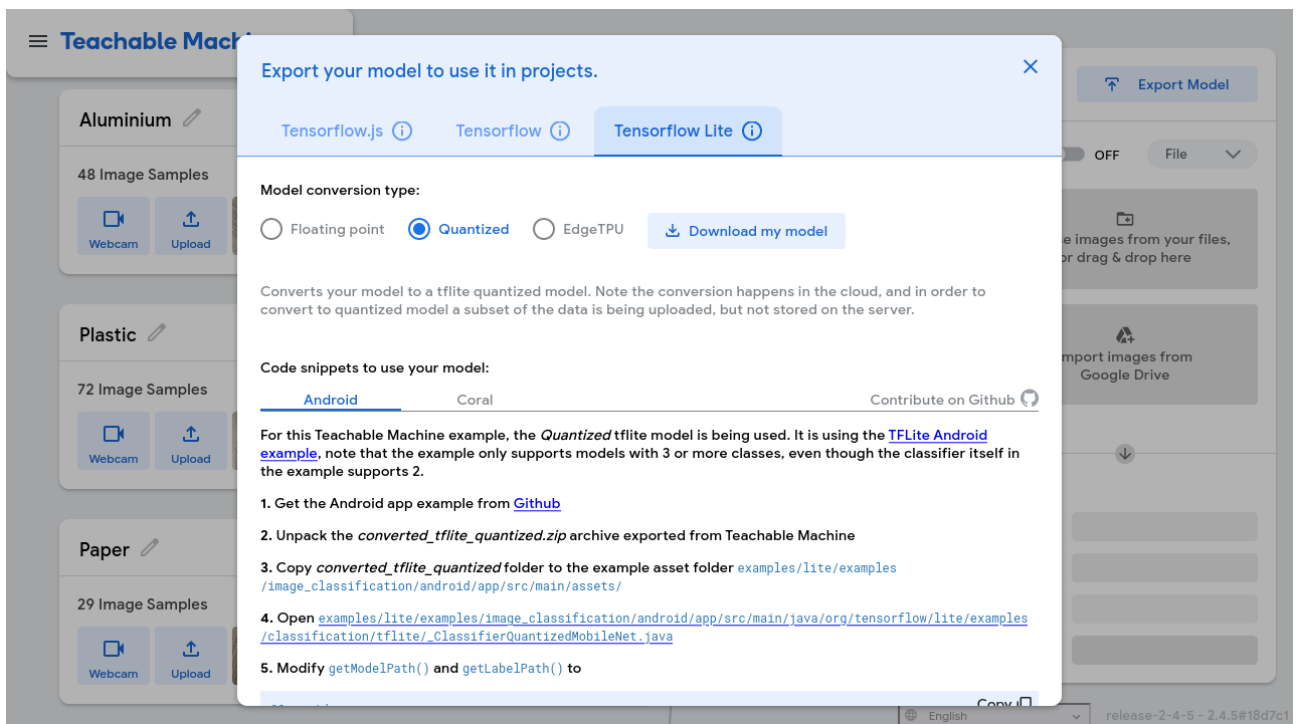 Teachable Mach
Export your model to use it in projects.
Export Model
Tensorflow.js
Tensorflow
Tensorflow Lite
Aluminium
OFF
File
48 Image Samples
Model conversion type:
Floating point
Quantized
EdgeTPU
Download my model
Webcam
Upload
e images from your files,
or drag & drop here
Converts your model to a tflite quantized model. Note the conversion happens in the cloud, and in order to
convert to quantized model a subset of the data is being uploaded, but not stored on the server.
Plastic
mport images from
Google Drive
Code snippets to use your model:
72 Image Samples
Android
Coral
Contribute on Github
Webcam
Upload
For this Teachable Machine example, the Quantized tflite model is being used. It is using the TFLite Android
example, note that the example only supports models with 3 or more classes, even though the classifier itself in
the example supports 2.
1. Get the Android app example from Github
2. Unpack the converted_tflite_quantized.zip archive exported from Teachable Machine
Paper
3. Copy converted_tflite_quantized folder to the example asset folder examples/lite/examples
/image_classification/android/app/src/main/assets/
29 Image Samples
4. Open examples/lite/examples/image_classification/android/app/src/main/java/org/tensorflow/lite/examples
/classification/tflite/_ClassifierQuantizedMobileNet.java
Webcam
Upload
5. Modify getModelPath() and getLabelPath() to
Copy
English
release-2-4-5 - 2.4.5#18d7c1